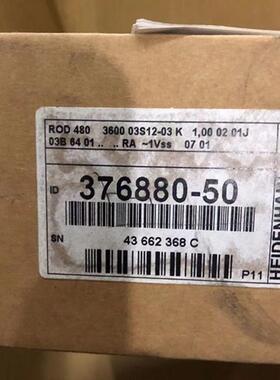 ROD 480 3600 03S12-03 K 1,00 02 01J
03B 64 01 .. .. RA ~1Vss 07 01
ID 376880-50
SN 43 662 368 C
P11